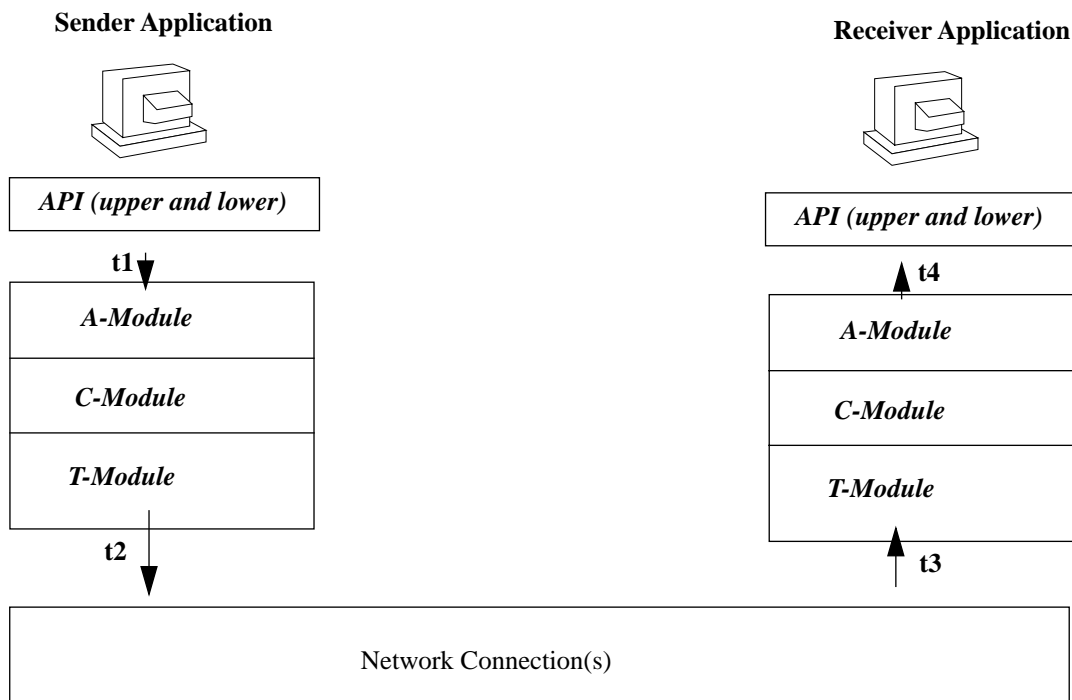 Sender Application
Receiver Application
API (upper and lower)
API (upper and lower)
t1
t4
A-Module
A-Module
C-Module
C-Module
T-Module
T-Module
t2
t3
Network Connection(s)